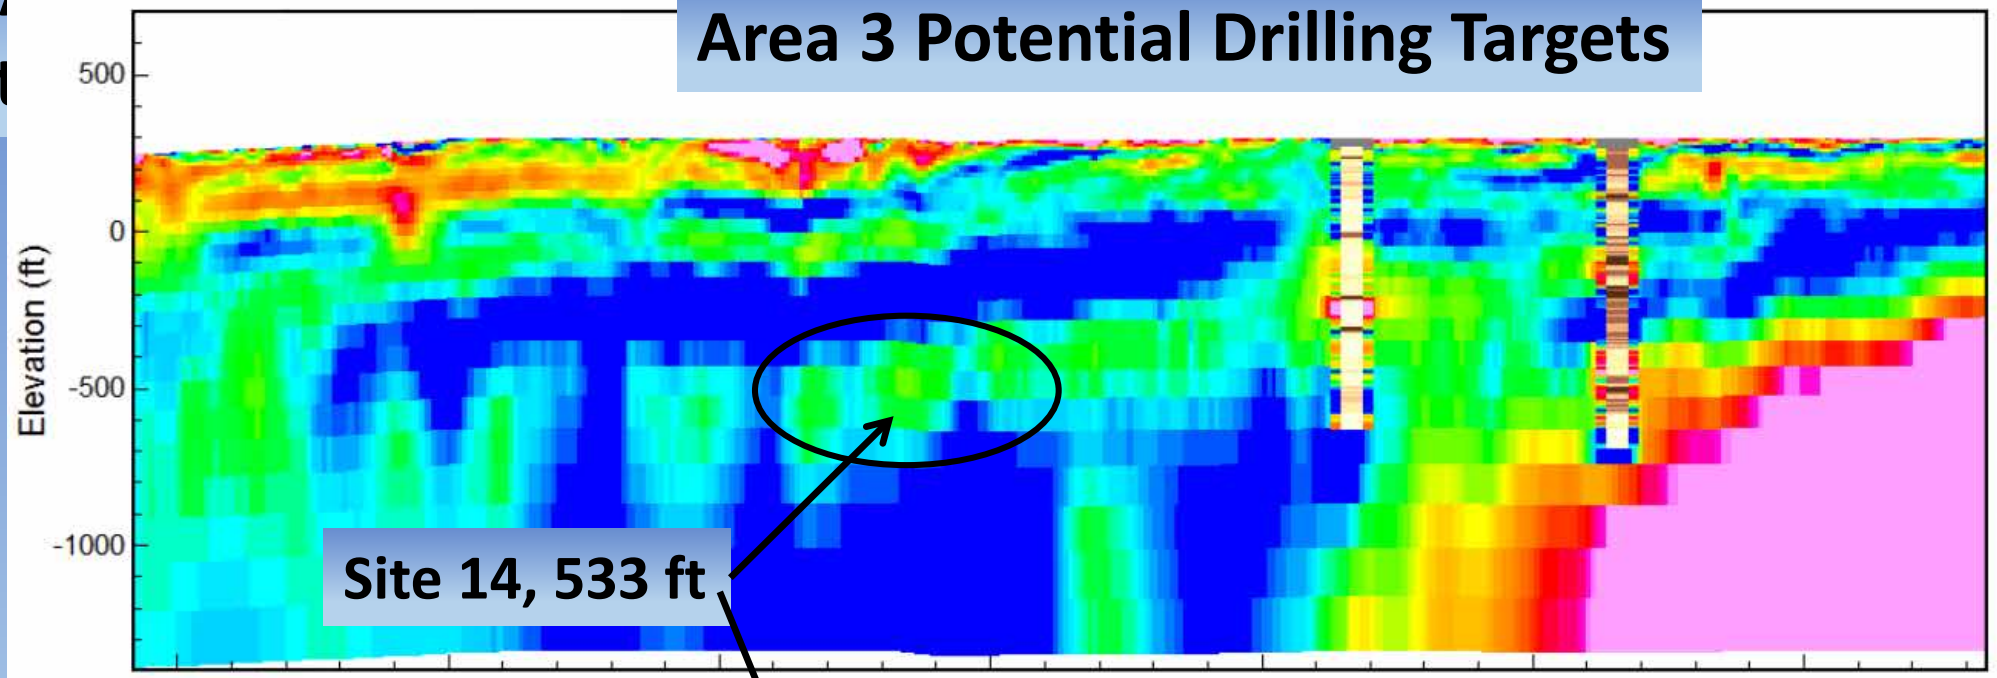 Area 3 Potential Drilling Targets
500
0
-500
-1000
Elevation (ft)
Site 14, 533 ft